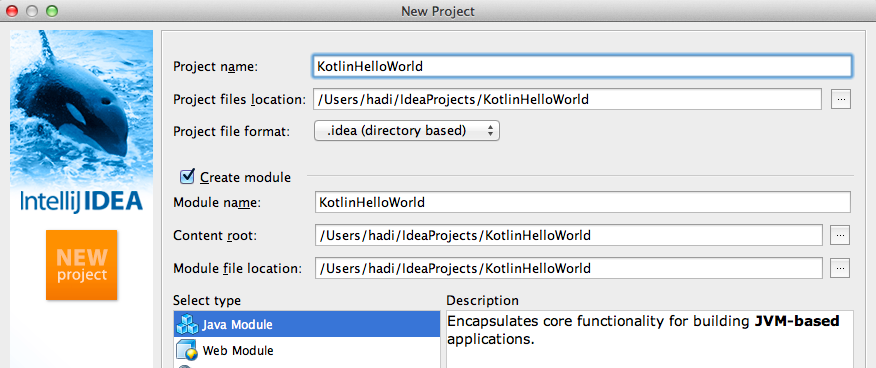 New Project
Project name: KotlinHelloWorld
Project files location: /Users/hadi/IdeaProjects/KotlinHelloWorld ...
Project file format: .idea (directory based)
Create module
IntelliJ IDEA
Module name: KotlinHelloWorld
NEW
project
Content root: /Users/hadi/IdeaProjects/KotlinHelloWorld ...
Module file location: /Users/hadi/IdeaProjects/KotlinHelloWorld ...
Select type
Java Module
Web Module
Description
Encapsulates core functionality for building JVM-based
applications.